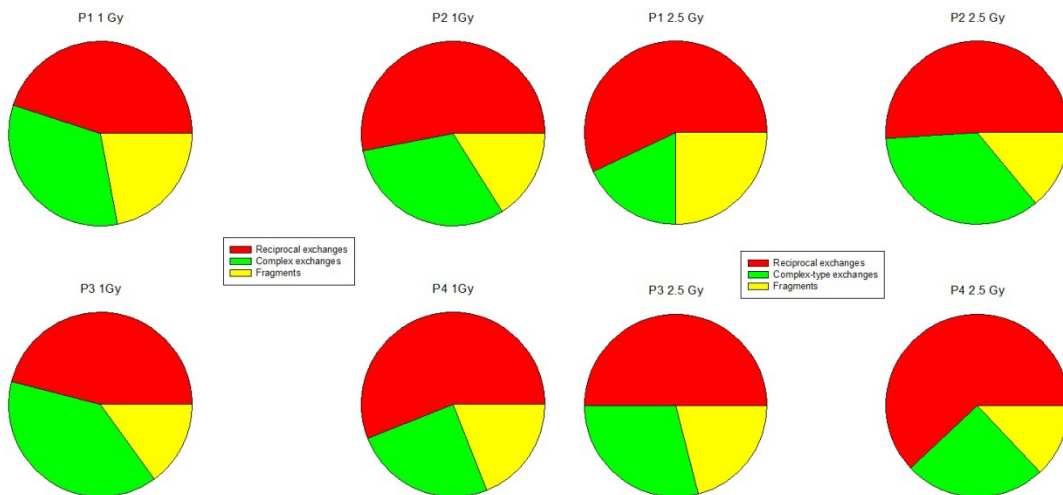 P1 1 Gy
P2 1Gy
P1 2.5 Gy
P2 2.5 Gy
Reciprocal exchanges
Complex exchanges
Fragments
Reciprocal exchanges
Complex-type exchanges
Fragments
P3 1Gy
P4 1Gy
P3 2.5 Gy
P4 2.5 Gy